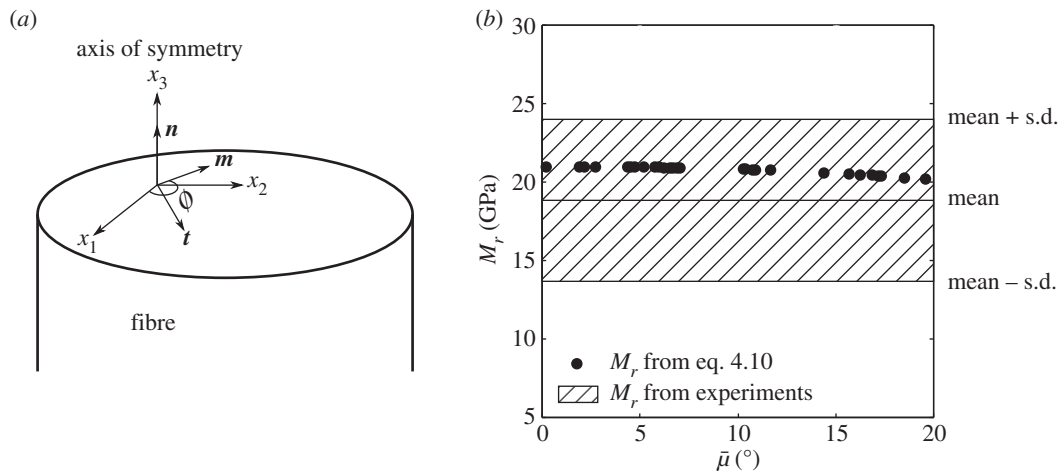 (a)
axis of symmetry
x3
n
m
x2
ϕ
x1
t
fibre
(b)
30
25
20
15
10
5
Mr (GPa)
mean + s.d.
mean
mean – s.d.
Mr from eq. 4.10
Mr from experiments
0 5 10 15 20
μ̄ (°)